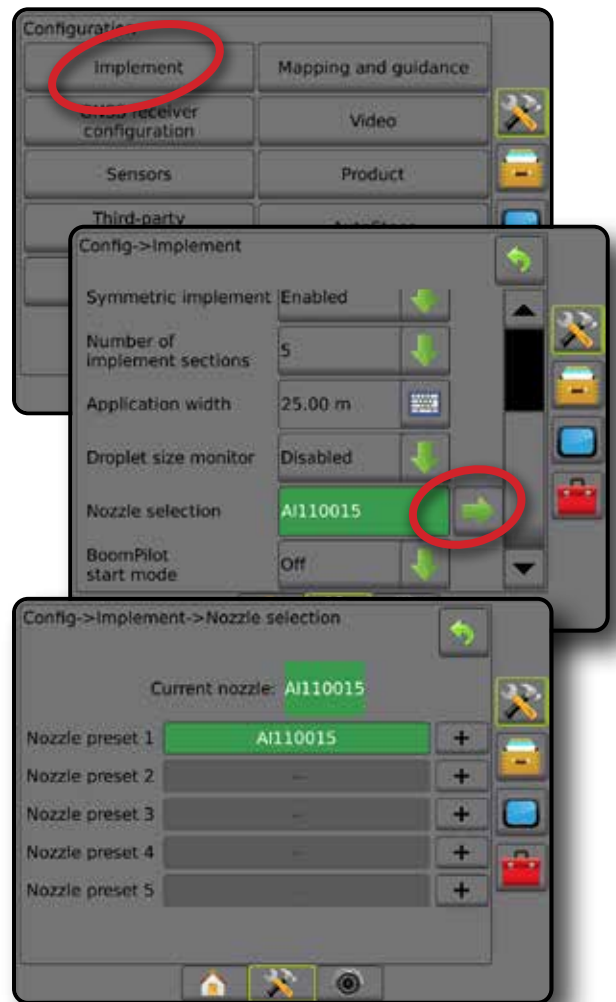 Configuration
Implement
Mapping and guidance
GNSS receiver
configuration
Video
Sensors
Product
Third-party
Config->Implement
Symmetric implement
Enabled
Number of
implement sections
5
Application width
25.00 m
Droplet size monitor
Disabled
Nozzle selection
AI110015
BoomPilot
start mode
Off
Config->Implement->Nozzle selection
Current nozzle: AI110015
Nozzle preset 1
AI110015
+
Nozzle preset 2
--
+
Nozzle preset 3
--
+
Nozzle preset 4
--
+
Nozzle preset 5
--
+